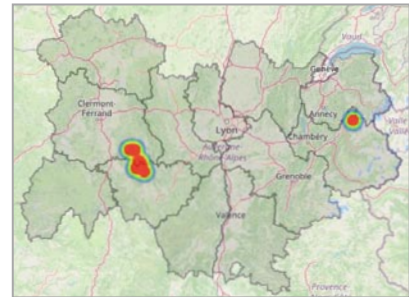 Vaud
Genève
Clermont-
Ferrand
Annecy
Lyon
Chambéry
Auvergne
Rhône-Alpes
Grenoble
Valence
Provence